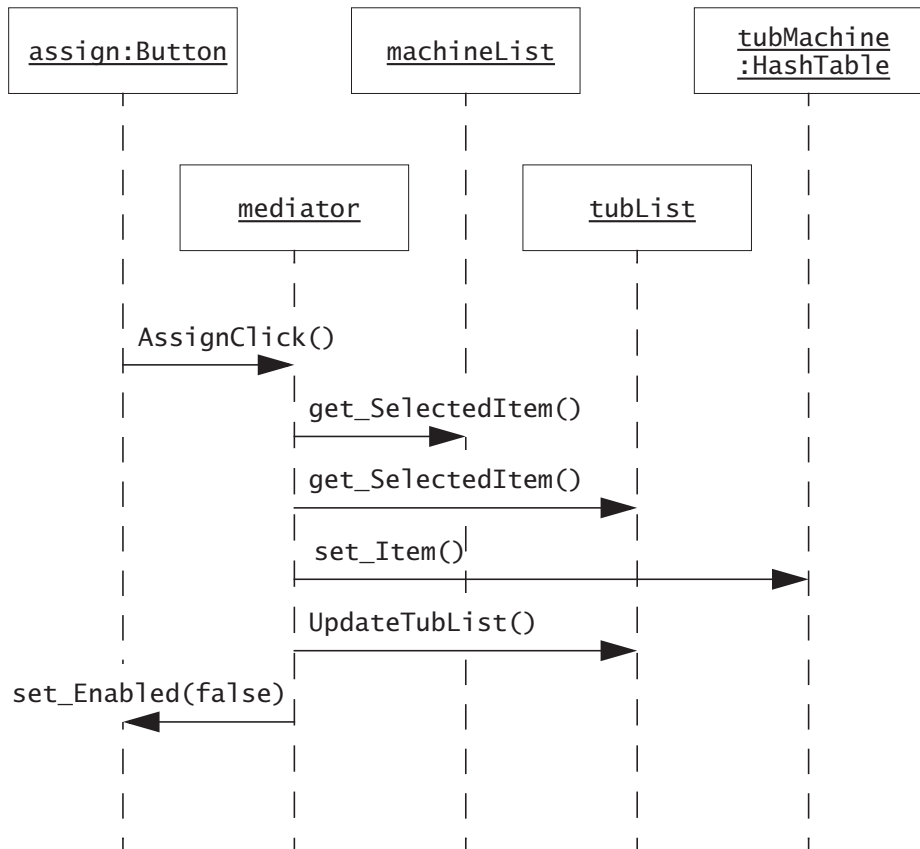 assign:Button
machineList
tubMachine
:HashTable
mediator
tubList
AssignClick()
get_SelectedItem()
get_SelectedItem()
set_Item()
UpdateTubList()
set_Enabled(false)